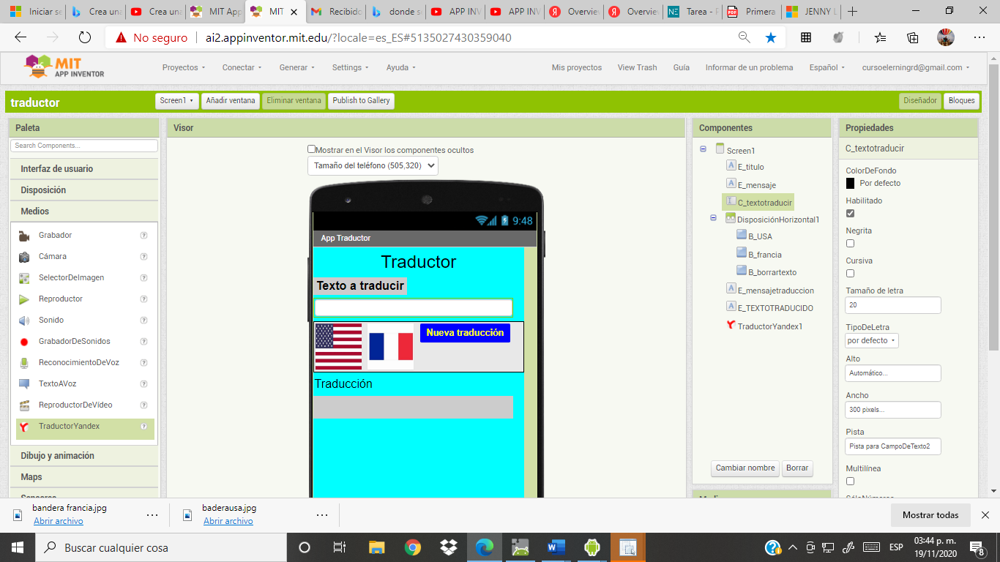 Iniciar se
Crea una
Crea una
MIT App
MIT
Recibido
donde se
APP INV
APP INV
Overview
Overview
Tarea - F
Primera
JENNY L
No seguro
ai2.appinventor.mit.edu/?locale=es_ES#5135027430359040
MIT
APP INVENTOR
Proyectos
Conectar
Generar
Settings
Ayuda
Mis proyectos
View Trash
Guía
Informar de un problema
Español
cursoelerningrd@gmail.com
traductor
Screen1
Añadir ventana
Eliminar ventana
Publish to Gallery
Diseñador
Bloques
Paleta
Search Components...
Interfaz de usuario
Disposición
Medios
Grabador
Cámara
SelectorDeImagen
Reproductor
Sonido
GrabadorDeSonidos
ReconocimientoDeVoz
TextoAVoz
ReproductorDeVídeo
TraductorYandex
Dibujo y animación
Maps
Visor
Mostrar en el Visor los componentes ocultos
Tamaño del teléfono (505,320)
9:48
App Traductor
Traductor
Texto a traducir
Nueva traducción
Traducción
Componentes
Screen1
E_titulo
E_mensaje
C_textotraducir
DisposiciónHorizontal1
B_USA
B_francia
B_borrartexto
E_mensajetraduccion
E_TEXTOTRADUCIDO
TraductorYandex1
Cambiar nombre
Borrar
Propiedades
C_textotraducir
ColorDeFondo
Por defecto
Habilitado
Negrita
Cursiva
Tamaño de letra
20
TipoDeLetra
por defecto
Alto
Automático...
Ancho
300 pixels...
Pista
Pista para CampoDeTexto2
Multilínea
bandera francia.jpg
Abrir archivo
baderausa.jpg
Abrir archivo
Mostrar todas
Buscar cualquier cosa
ESP
03:44 p. m.
19/11/2020
8